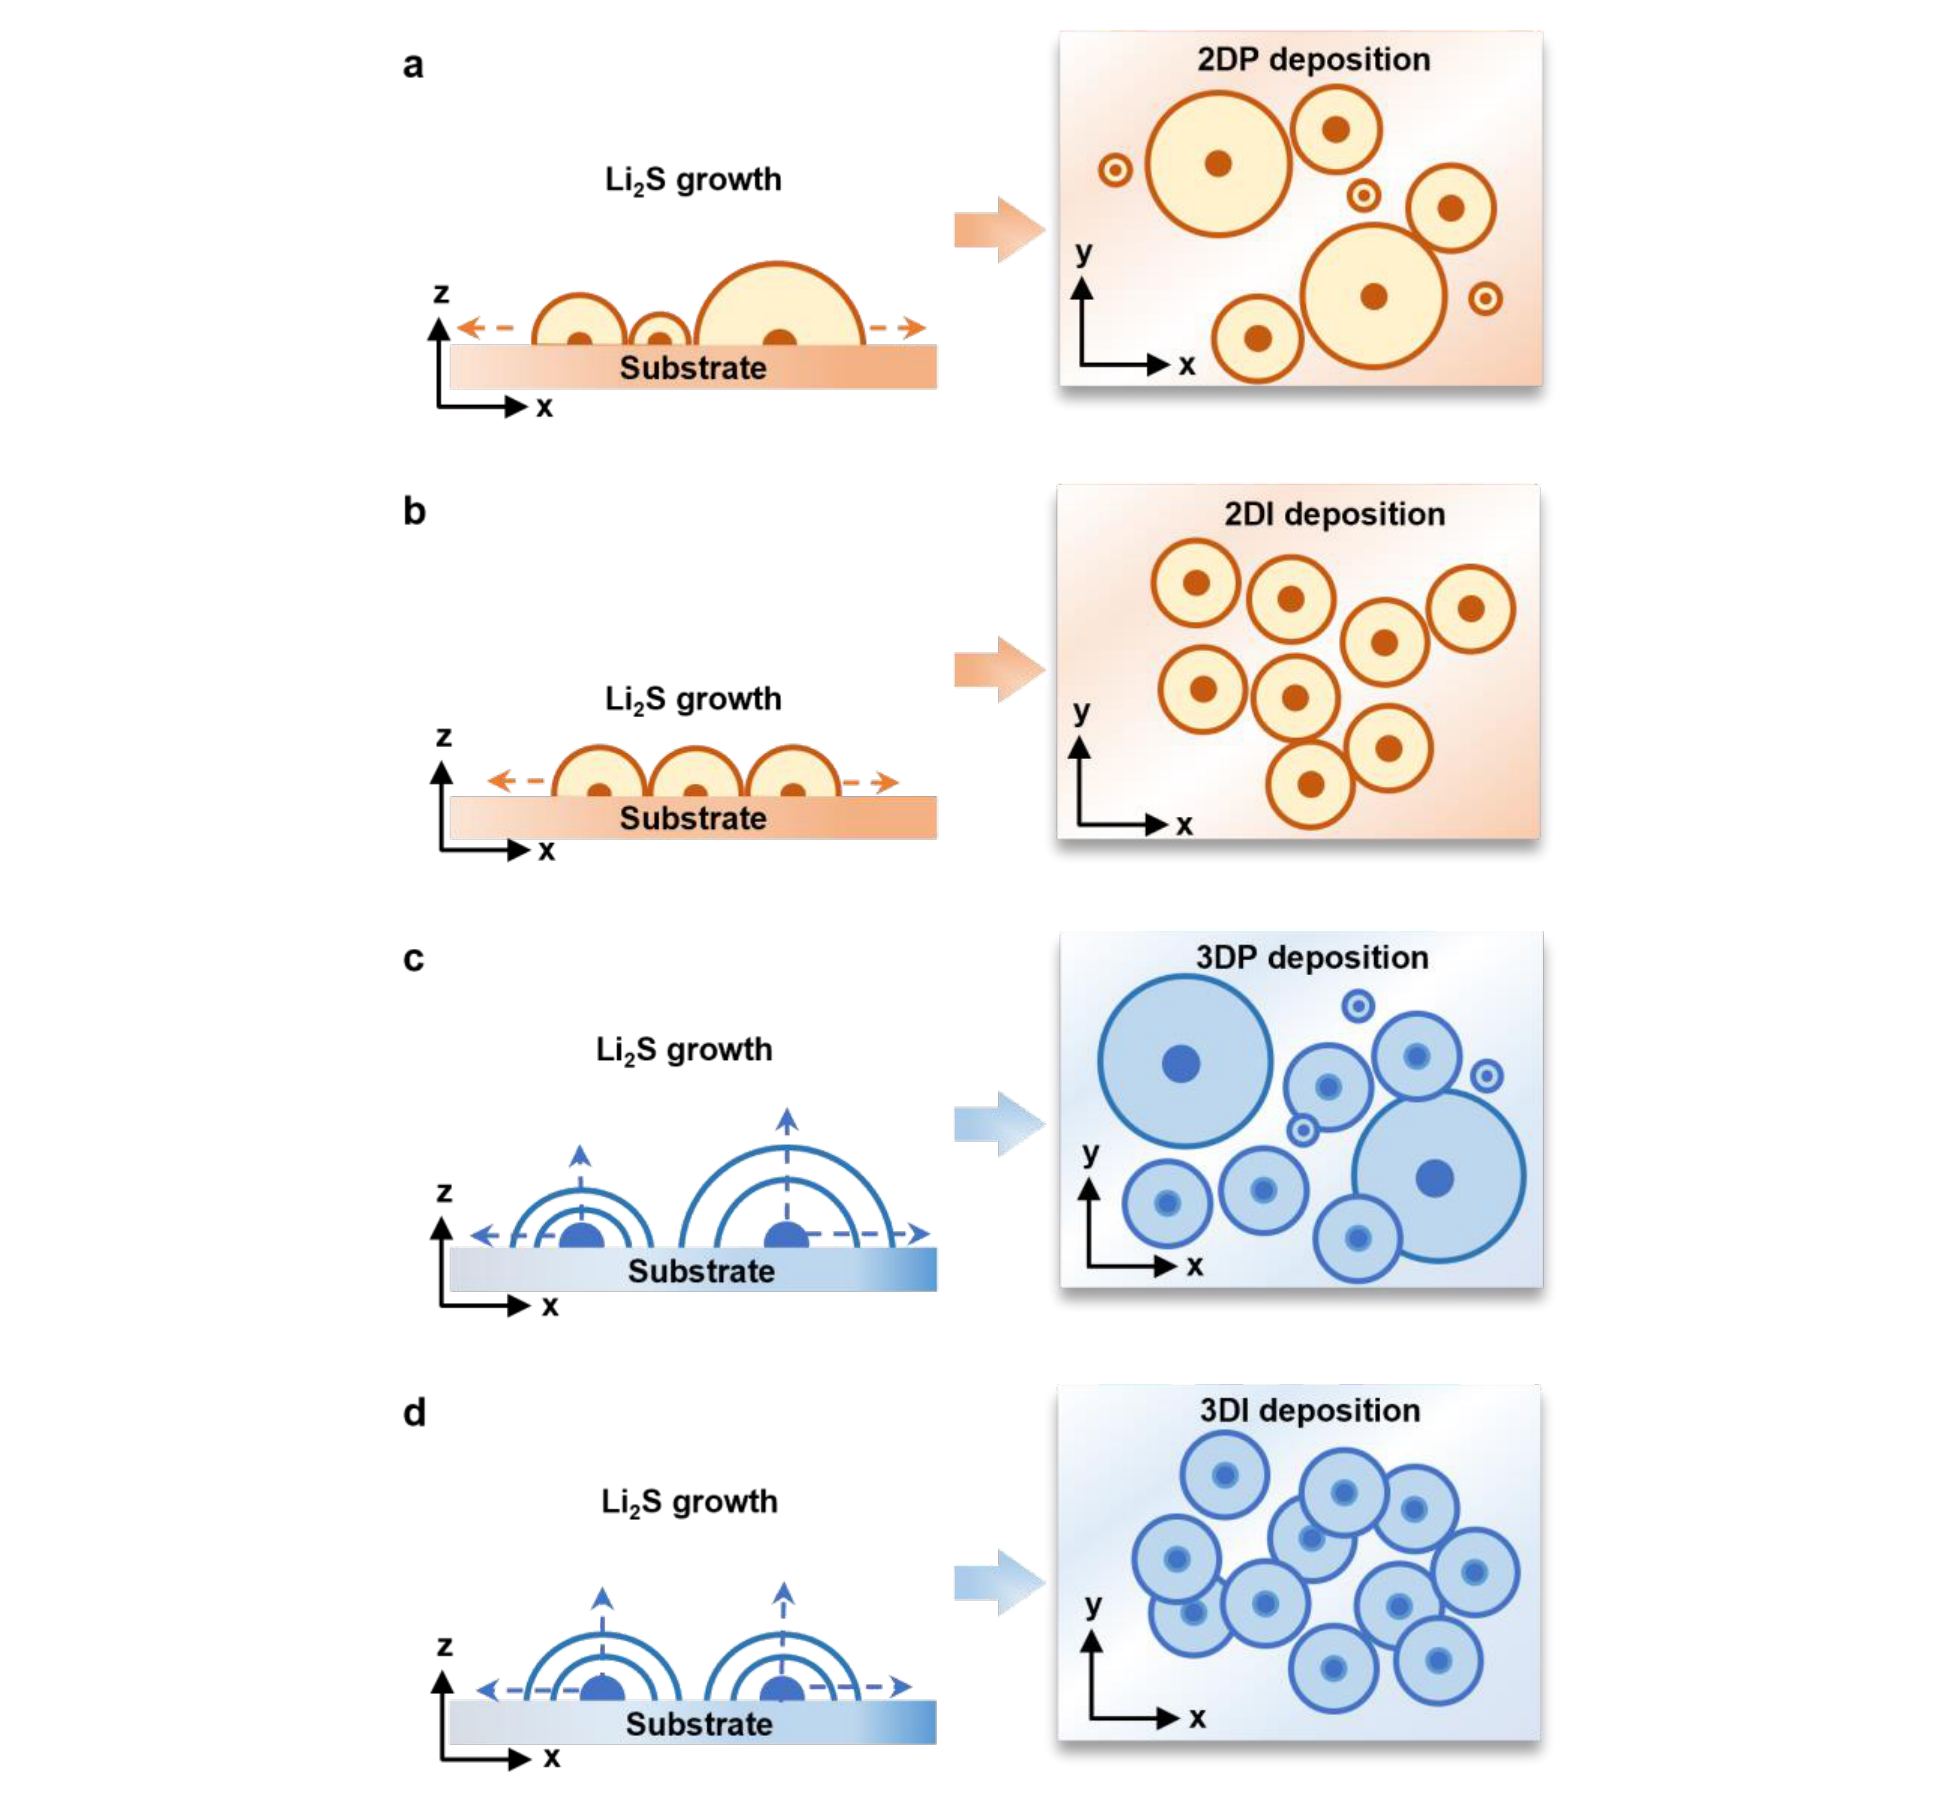 a
2DP deposition
Li₂S growth
y
x
z
Substrate
x
b
2DI deposition
Li₂S growth
y
x
z
Substrate
x
c
3DP deposition
Li₂S growth
y
x
z
Substrate
x
d
3DI deposition
Li₂S growth
y
x
z
Substrate
x